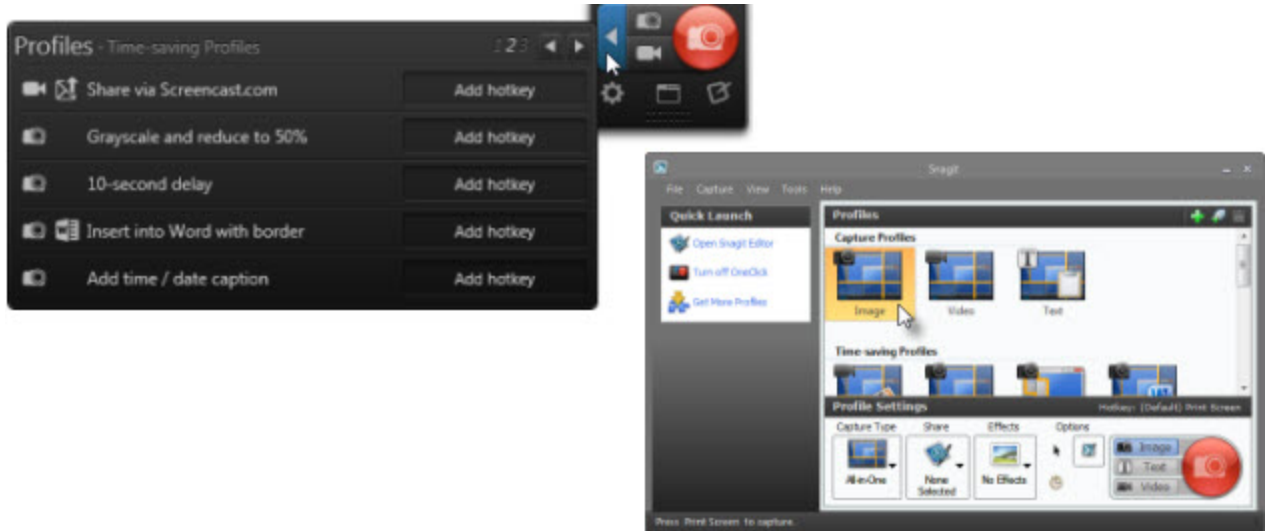 Profiles - Time-saving Profiles 1 2 3
Share via Screencast.com Add hotkey
Grayscale and reduce to 50% Add hotkey
10-second delay Add hotkey
Insert into Word with border Add hotkey
Add time / date caption Add hotkey
Snagit
File Capture View Tools Help
Quick Launch
Open Snagit Editor
Turn off OneClick
Get More Profiles
Profiles
Capture Profiles
Image Video Text
Time-saving Profiles
Profile Settings Hotkey: (Default) Print Screen
Capture Type Share Effects Options
All-in-One None Selected No Effects
Image
Text
Video
Press Print Screen to capture.